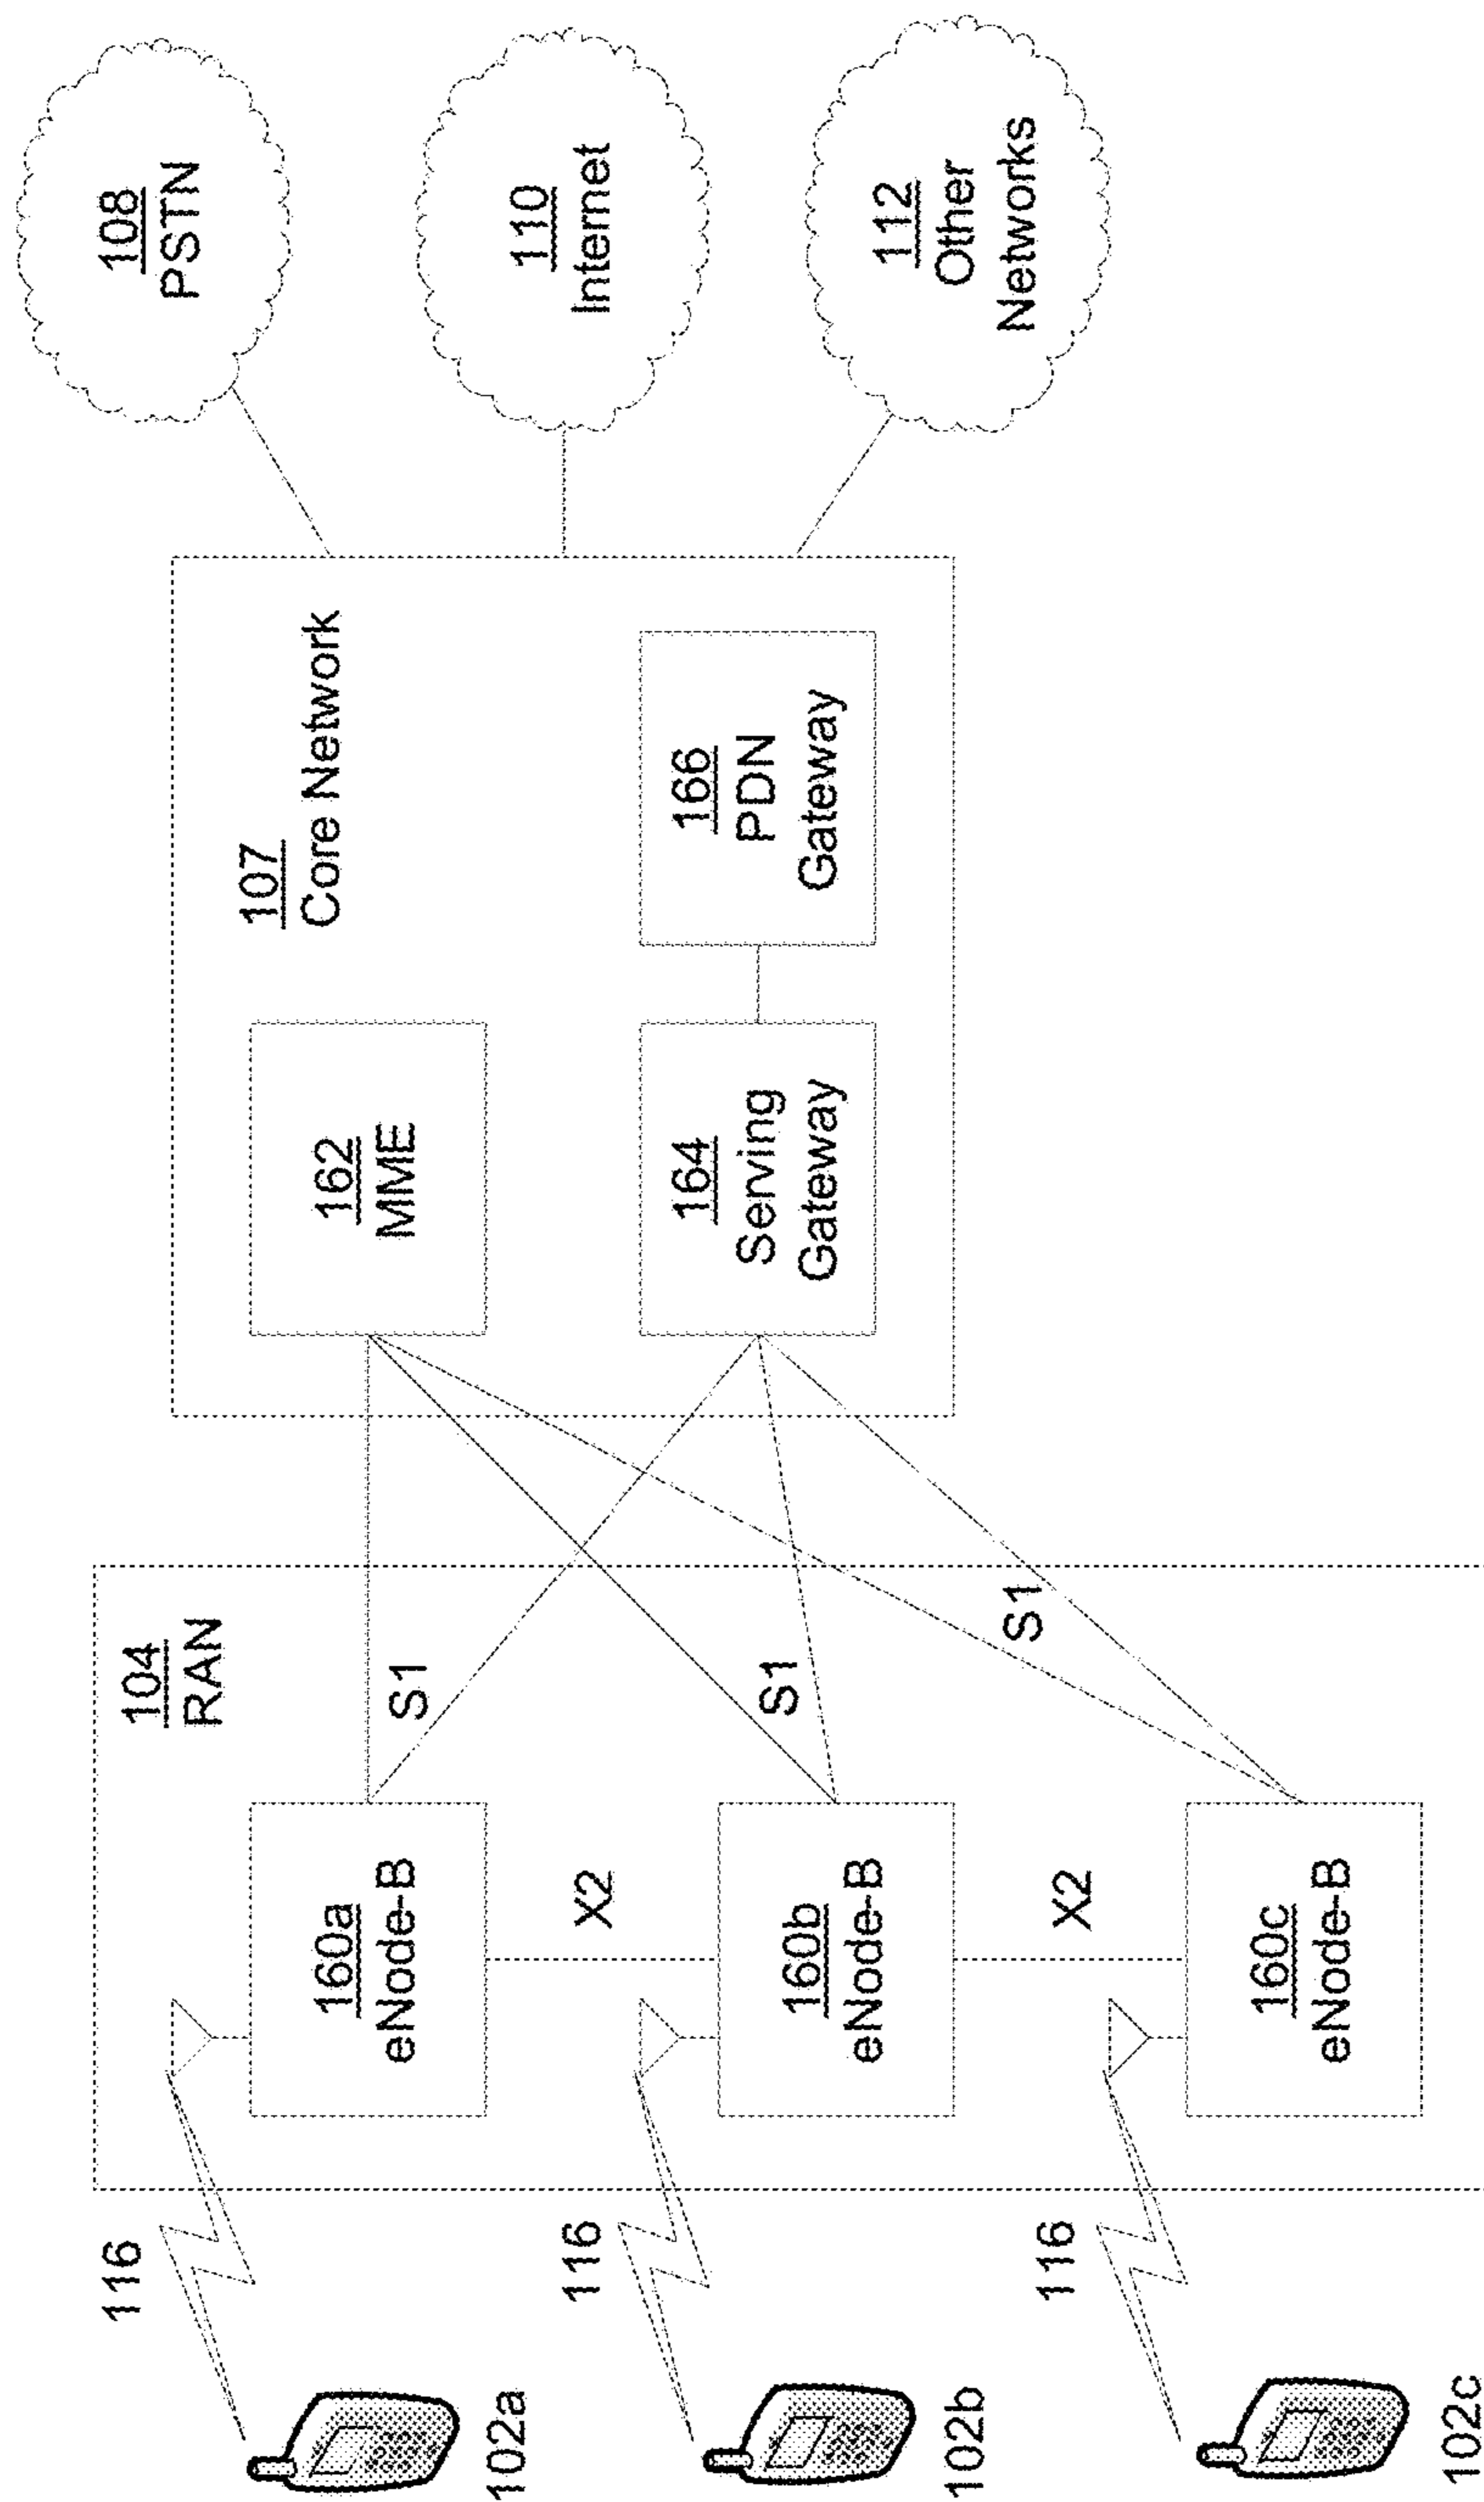 116
102a
116
102b
116
102c
104
RAN
160a
eNode-B
X2
160b
eNode-B
X2
160c
eNode-B
S1
S1
S1
107
Core Network
162
MME
164
Serving
Gateway
166
PDN
Gateway
108
PSTN
110
Internet
112
Other
Networks